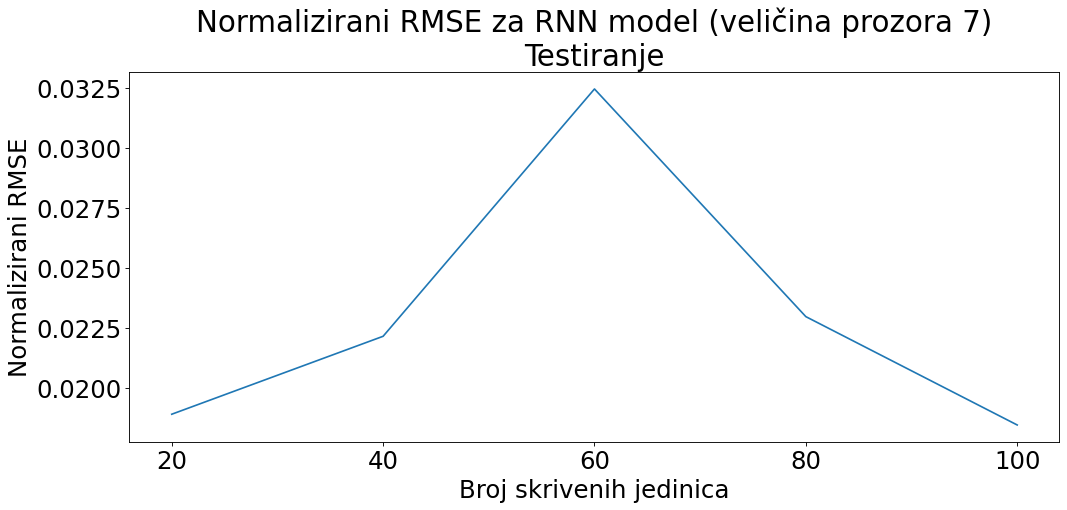 Normalizirani RMSE za RNN model (veličina prozora 7)
Testiranje
Normalizirani RMSE
0.0325
0.0300
0.0275
0.0250
0.0225
0.0200
20 40 60 80 100
Broj skrivenih jedinica